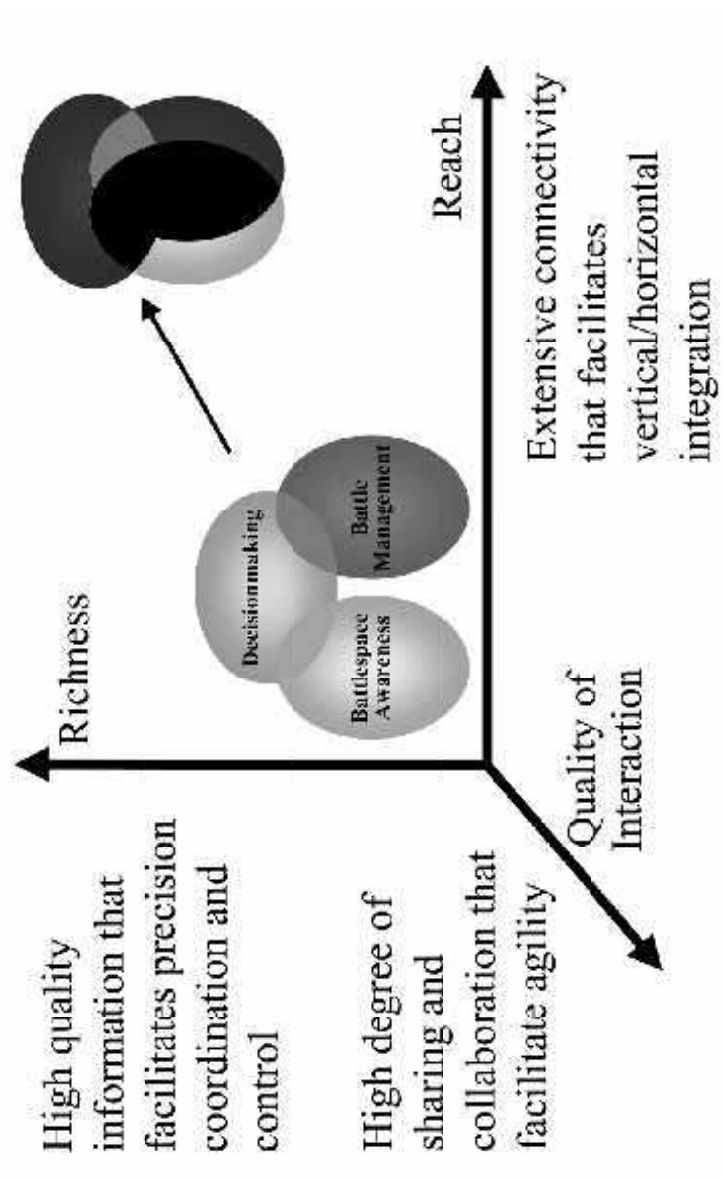 Richness
High quality
information that
facilitates precision
coordination and
control
Decisionmaking
Battlespace
Awareness
Battle
Management
Reach
High degree of
sharing and
collaboration that
facilitate agility
Quality of
Interaction
Extensive connectivity
that facilitates
vertical/horizontal
integration